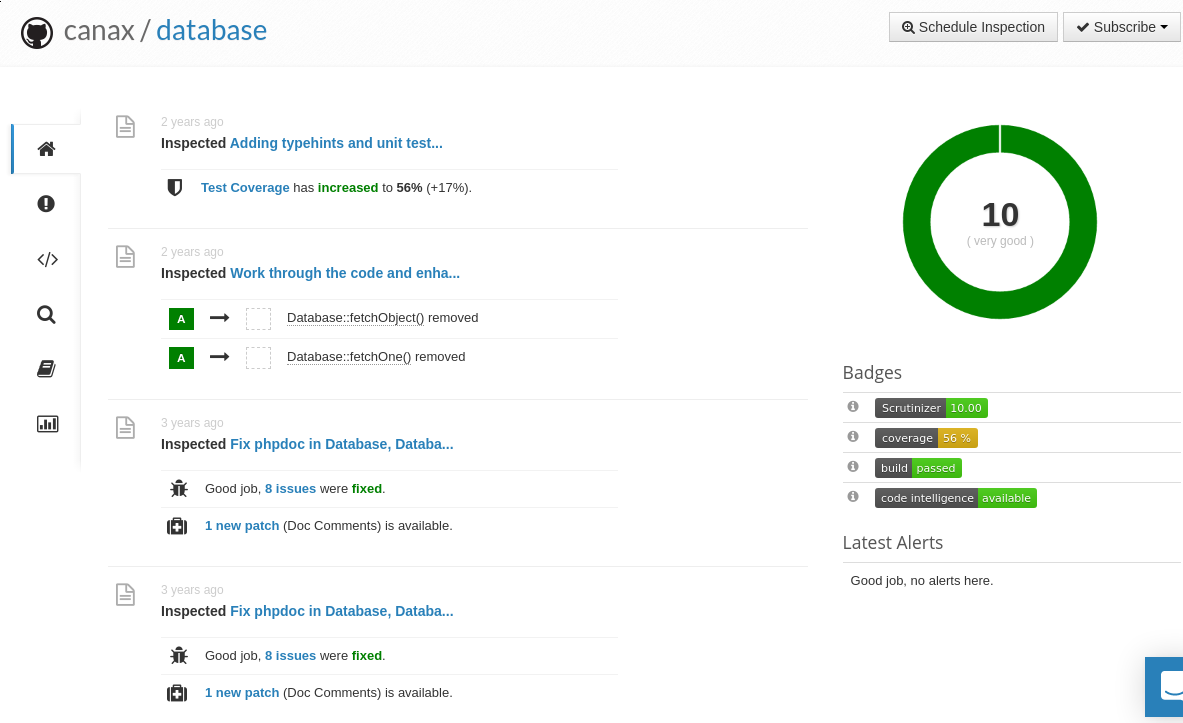 canax / database
Schedule Inspection
Subscribe
2 years ago
Inspected Adding typehints and unit test...
Test Coverage has increased to 56% (+17%).
2 years ago
Inspected Work through the code and enha...
A Database::fetchObject() removed
A Database::fetchOne() removed
3 years ago
Inspected Fix phpdoc in Database, Databa...
Good job, 8 issues were fixed.
1 new patch (Doc Comments) is available.
3 years ago
Inspected Fix phpdoc in Database, Databa...
Good job, 8 issues were fixed.
1 new patch (Doc Comments) is available.
10
( very good )
Badges
Scrutinizer 10.00
coverage 56 %
build passed
code intelligence available
Latest Alerts
Good job, no alerts here.